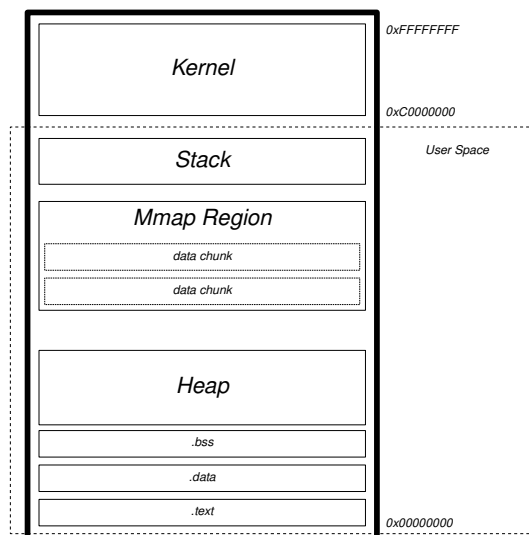 0xFFFFFFFF
Kernel
0xC0000000
User Space
Stack
Mmap Region
data chunk
data chunk
Heap
.bss
.data
.text
0x00000000